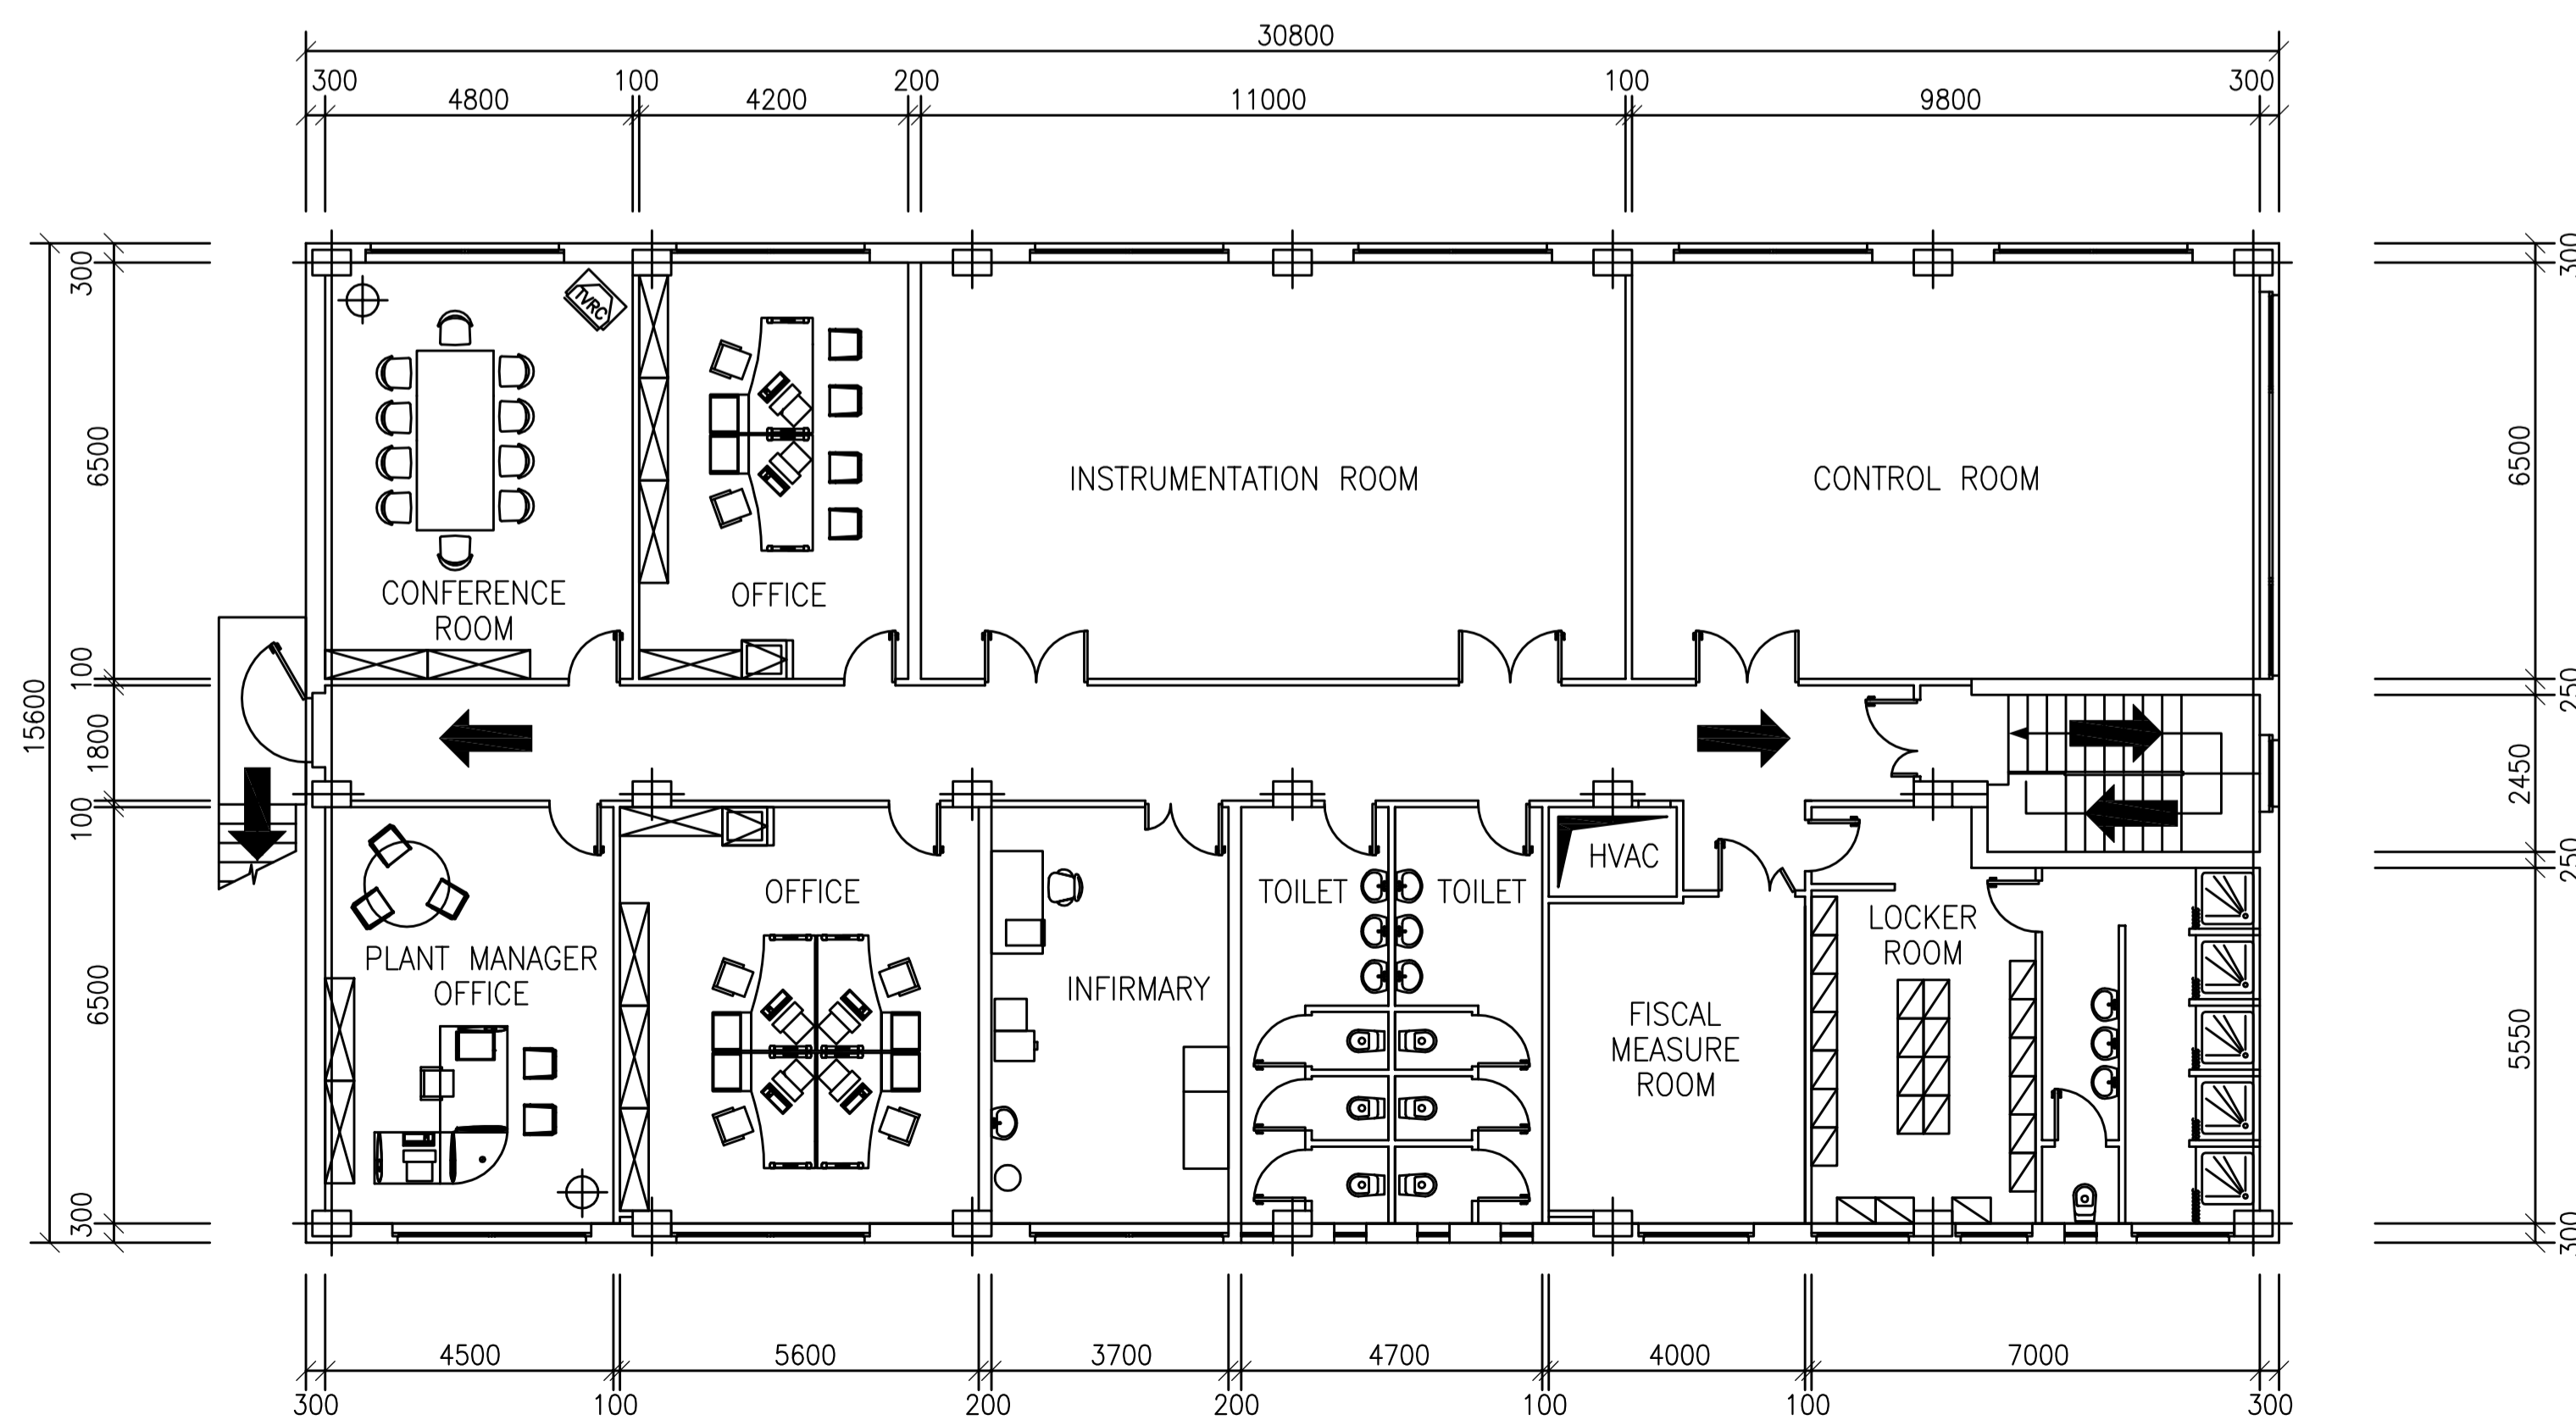 30800
300 100 200 100 300
4800 4200 11000 9800
300
6500
100
1800
100
6500
300
15600
TVRC
CONFERENCE
ROOM
OFFICE
INSTRUMENTATION ROOM
CONTROL ROOM
300
6500
250
2450
250
5550
300
PLANT MANAGER
OFFICE
OFFICE
INFIRMARY
TOILET
TOILET
HVAC
FISCAL
MEASURE
ROOM
LOCKER
ROOM
4500 5600 3700 4700 4000 7000
300 100 200 200 100 100 300